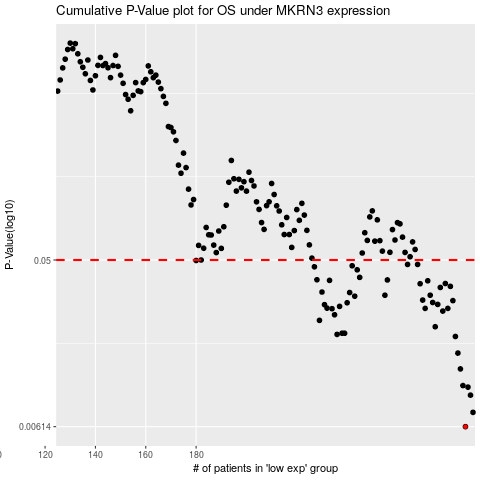 Cumulative P-Value plot for OS under MKRN3 expression
P-Value(log10)
0.05
0.00614
0
120
140
160
180
# of patients in 'low exp' group